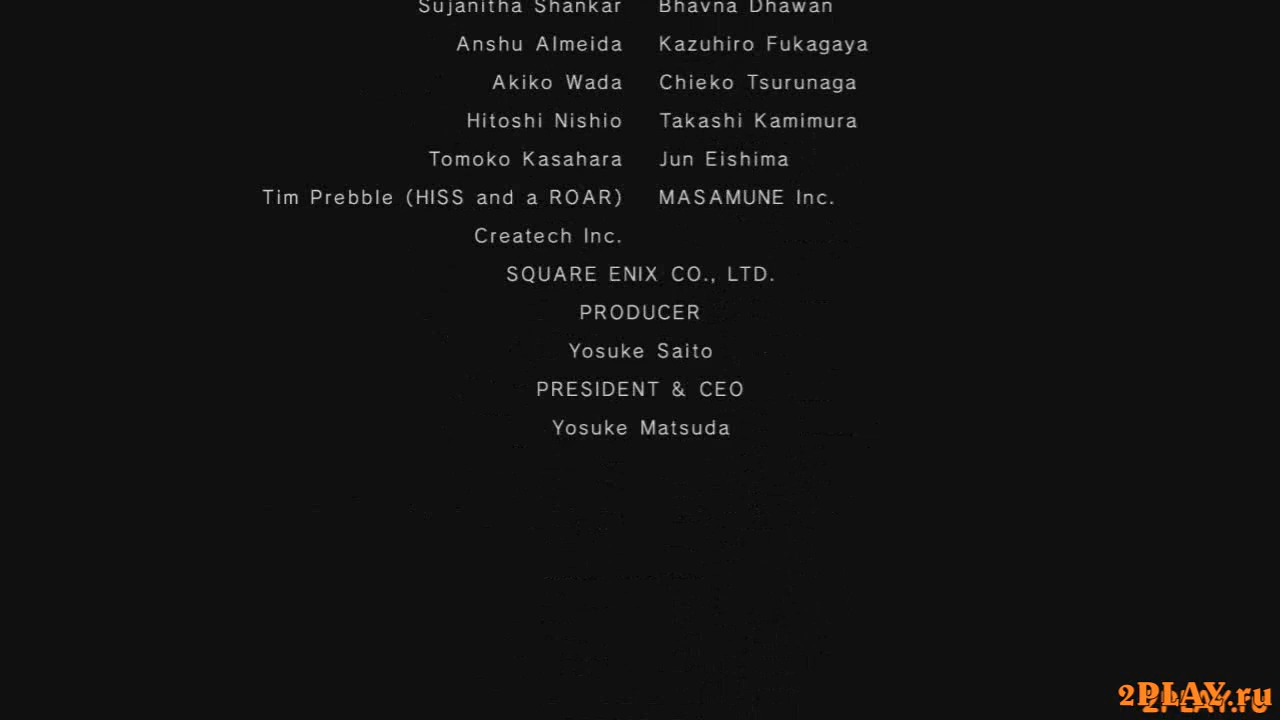 Sujanitha Shankar Bhavna Dhawan
Anshu Almeida Kazuhiro Fukagaya
Akiko Wada Chieko Tsurunaga
Hitoshi Nishio Takashi Kamimura
Tomoko Kasahara Jun Eishima
Tim Prebble (HISS and a ROAR) MASAMUNE Inc.
Createch Inc.
SQUARE ENIX CO., LTD.
PRODUCER
Yosuke Saito
PRESIDENT & CEO
Yosuke Matsuda
2PLAY.ru
2PLAY.ru